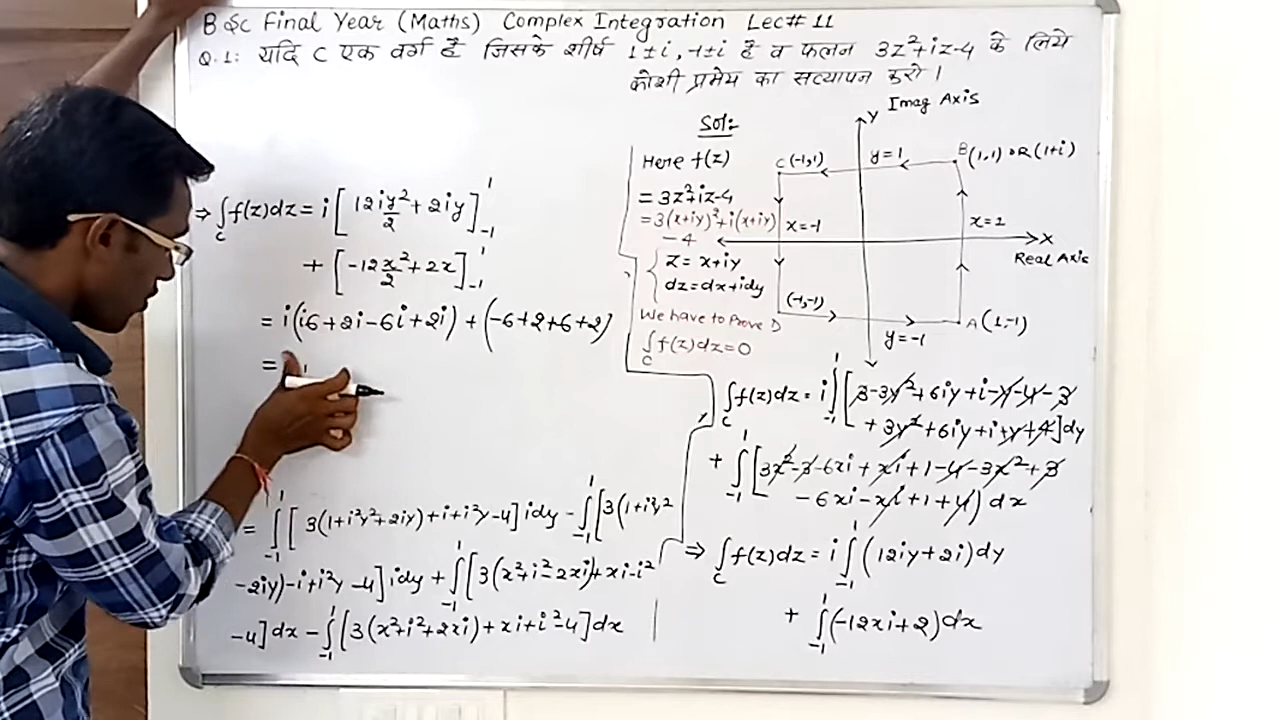 B Sc Final Year (Maths) Complex Integration Lec# 11
Q.1: यदि C एक वर्ग है जिसके शीर्ष 1±i, -1±i है व फलन 3z²+iz-4 के लिये
कोशी प्रमेय का सत्यापन करो ।
⇒ ∫_C f(z)dz = i[12iy²/2 + 2iy]_{-1}^{1}
+ [-12x²/2 + 2x]_{-1}^{1}
= i(i6+2i-6i+2i) + (-6+2+6+2)
=
= ∫_{-1}^{1} [3(1+i²y²+2iy)+i+i²y-4] idy - ∫_{-1}^{1} [3(1+i²y²
-2iy)-i+i²y-4] idy + ∫_{-1}^{1} [3(x²+i²-2xi)+xi-i²
-4] dx - ∫_{-1}^{1} [3(x²+i²+2xi)+xi+i²-4] dx
Sol:
Here f(z)
= 3z²+iz-4
= 3(x+iy)²+i(x+iy)
-4
z = x+iy
dz = dx+idy
We have to Prove D
∫_C f(z)dz = 0
Imag Axis
Y
C (-1,1)
y=1
B (1,1) OR (1+i)
x=-1
x=1
X
Real Axis
(-1,-1)
y=-1
A (1,-1)
∫_C f(z)dz = i∫_{-1}^{1} [3-3y²+6iy+i-y-4-3
+3y²+6iy+i+y+4]dy
+ ∫_{-1}^{1} [3x²-3-6xi+xi+1-4-3x²+3
-6xi-xi+1+4) dx
⇒ ∫_C f(z)dz = i∫_{-1}^{1} (12iy+2i)dy
+ ∫_{-1}^{1} (-12xi+2)dx